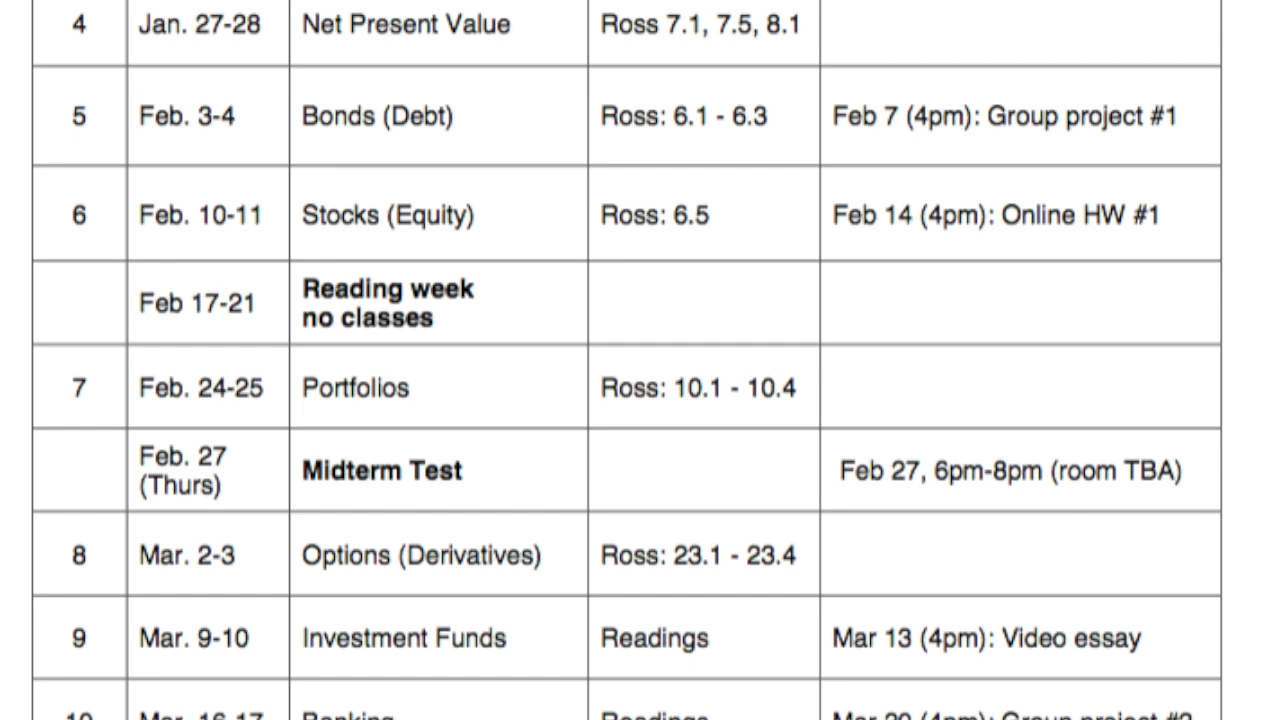 4 Jan. 27-28 Net Present Value Ross 7.1, 7.5, 8.1
5 Feb. 3-4 Bonds (Debt) Ross: 6.1 - 6.3 Feb 7 (4pm): Group project #1
6 Feb. 10-11 Stocks (Equity) Ross: 6.5 Feb 14 (4pm): Online HW #1
Feb 17-21 Reading week
no classes
7 Feb. 24-25 Portfolios Ross: 10.1 - 10.4
Feb. 27
(Thurs) Midterm Test Feb 27, 6pm-8pm (room TBA)
8 Mar. 2-3 Options (Derivatives) Ross: 23.1 - 23.4
9 Mar. 9-10 Investment Funds Readings Mar 13 (4pm): Video essay
10 Mar. 16-17 Banking Readings Mar 20 (4pm): Group project #2